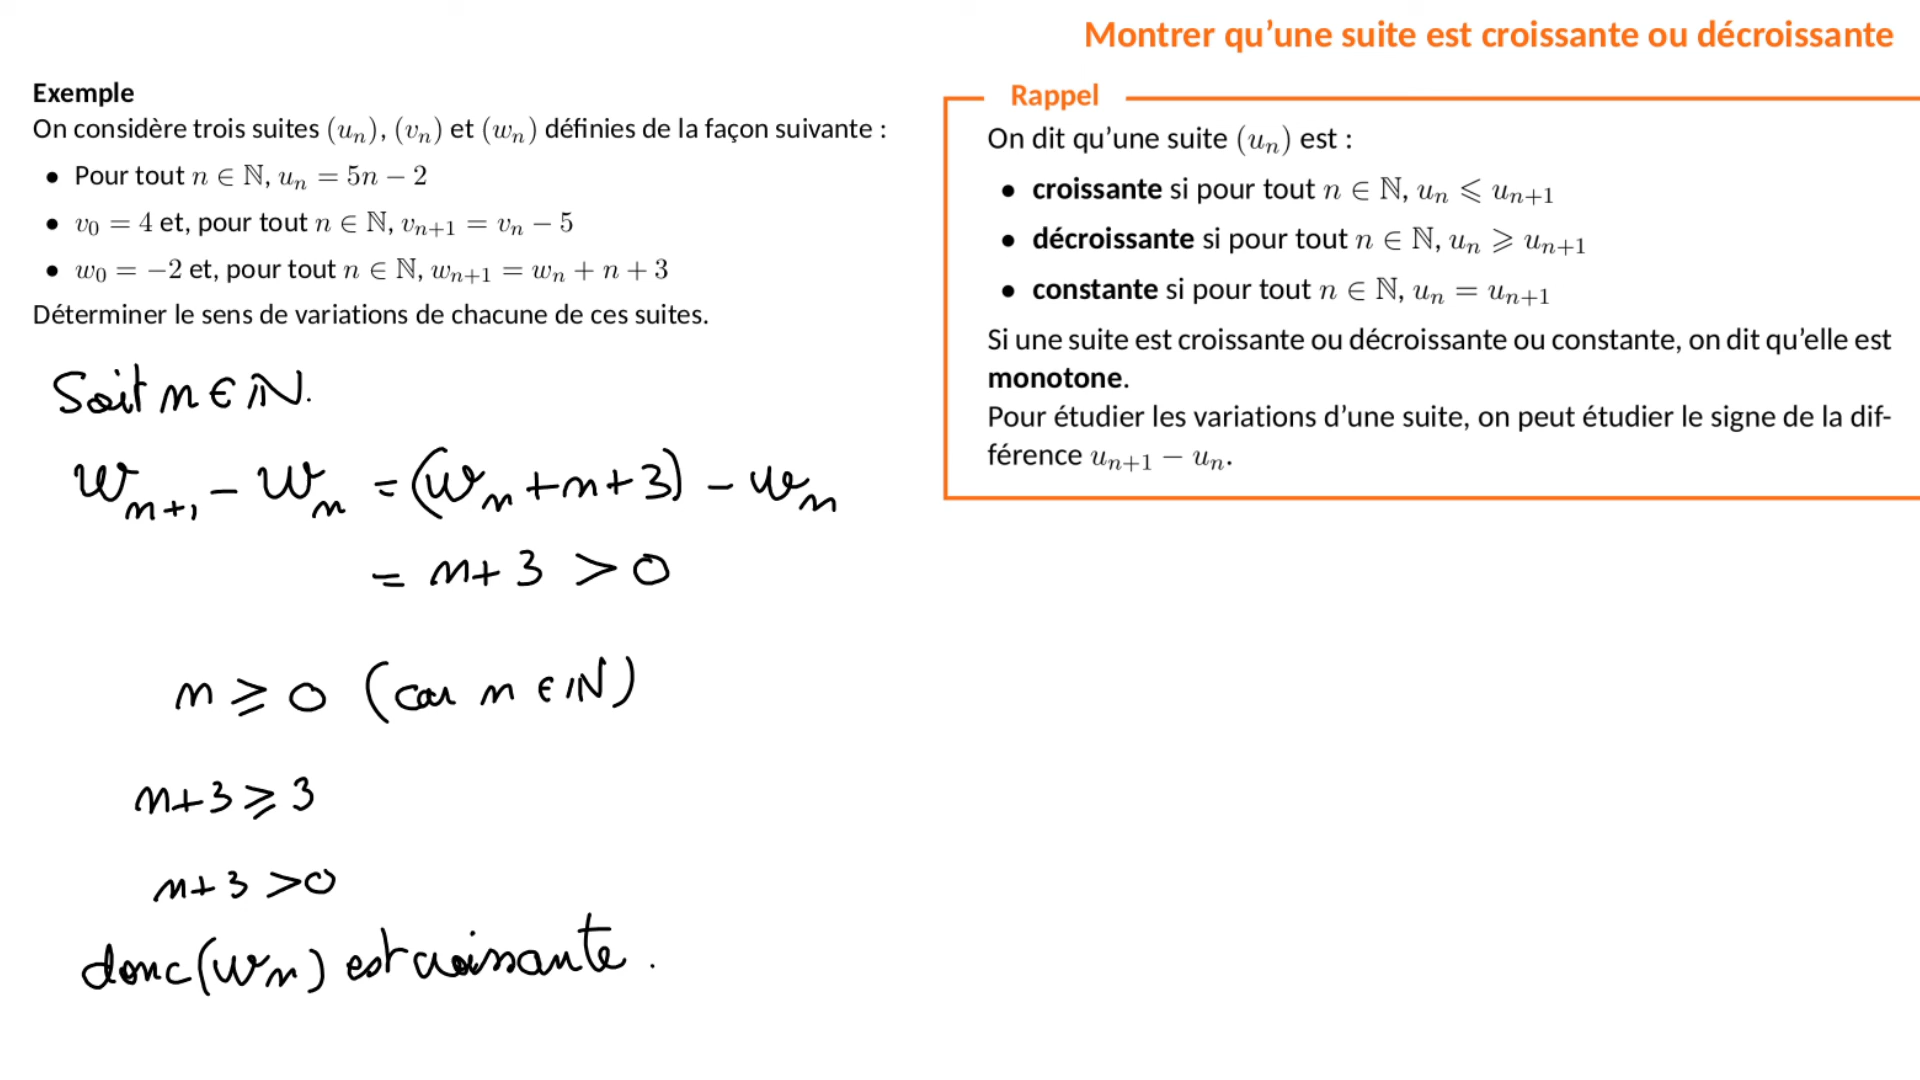 Montrer qu'une suite est croissante ou décroissante
Exemple
On considère trois suites (uₙ), (vₙ) et (wₙ) définies de la façon suivante :
• Pour tout n ∈ ℕ, uₙ = 5n − 2
• v₀ = 4 et, pour tout n ∈ ℕ, vₙ₊₁ = vₙ − 5
• w₀ = −2 et, pour tout n ∈ ℕ, wₙ₊₁ = wₙ + n + 3
Déterminer le sens de variations de chacune de ces suites.
Soit n ∈ ℕ.
wₙ₊₁ − wₙ = (wₙ + n + 3) − wₙ
= n + 3 > 0
n ⩾ 0 (car n ∈ ℕ)
n + 3 ⩾ 3
n + 3 > 0
donc (wₙ) est croissante.
Rappel
On dit qu'une suite (uₙ) est :
• croissante si pour tout n ∈ ℕ, uₙ ⩽ uₙ₊₁
• décroissante si pour tout n ∈ ℕ, uₙ ⩾ uₙ₊₁
• constante si pour tout n ∈ ℕ, uₙ = uₙ₊₁
Si une suite est croissante ou décroissante ou constante, on dit qu'elle est
monotone.
Pour étudier les variations d'une suite, on peut étudier le signe de la dif-
férence uₙ₊₁ − uₙ.